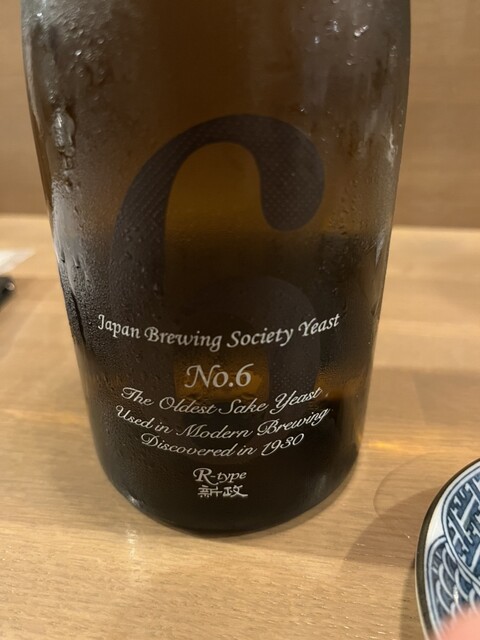 6
Japan Brewing Society Yeast
No.6
The Oldest Sake Yeast
Used in Modern Brewing
Discovered in 1930
R-type
新政